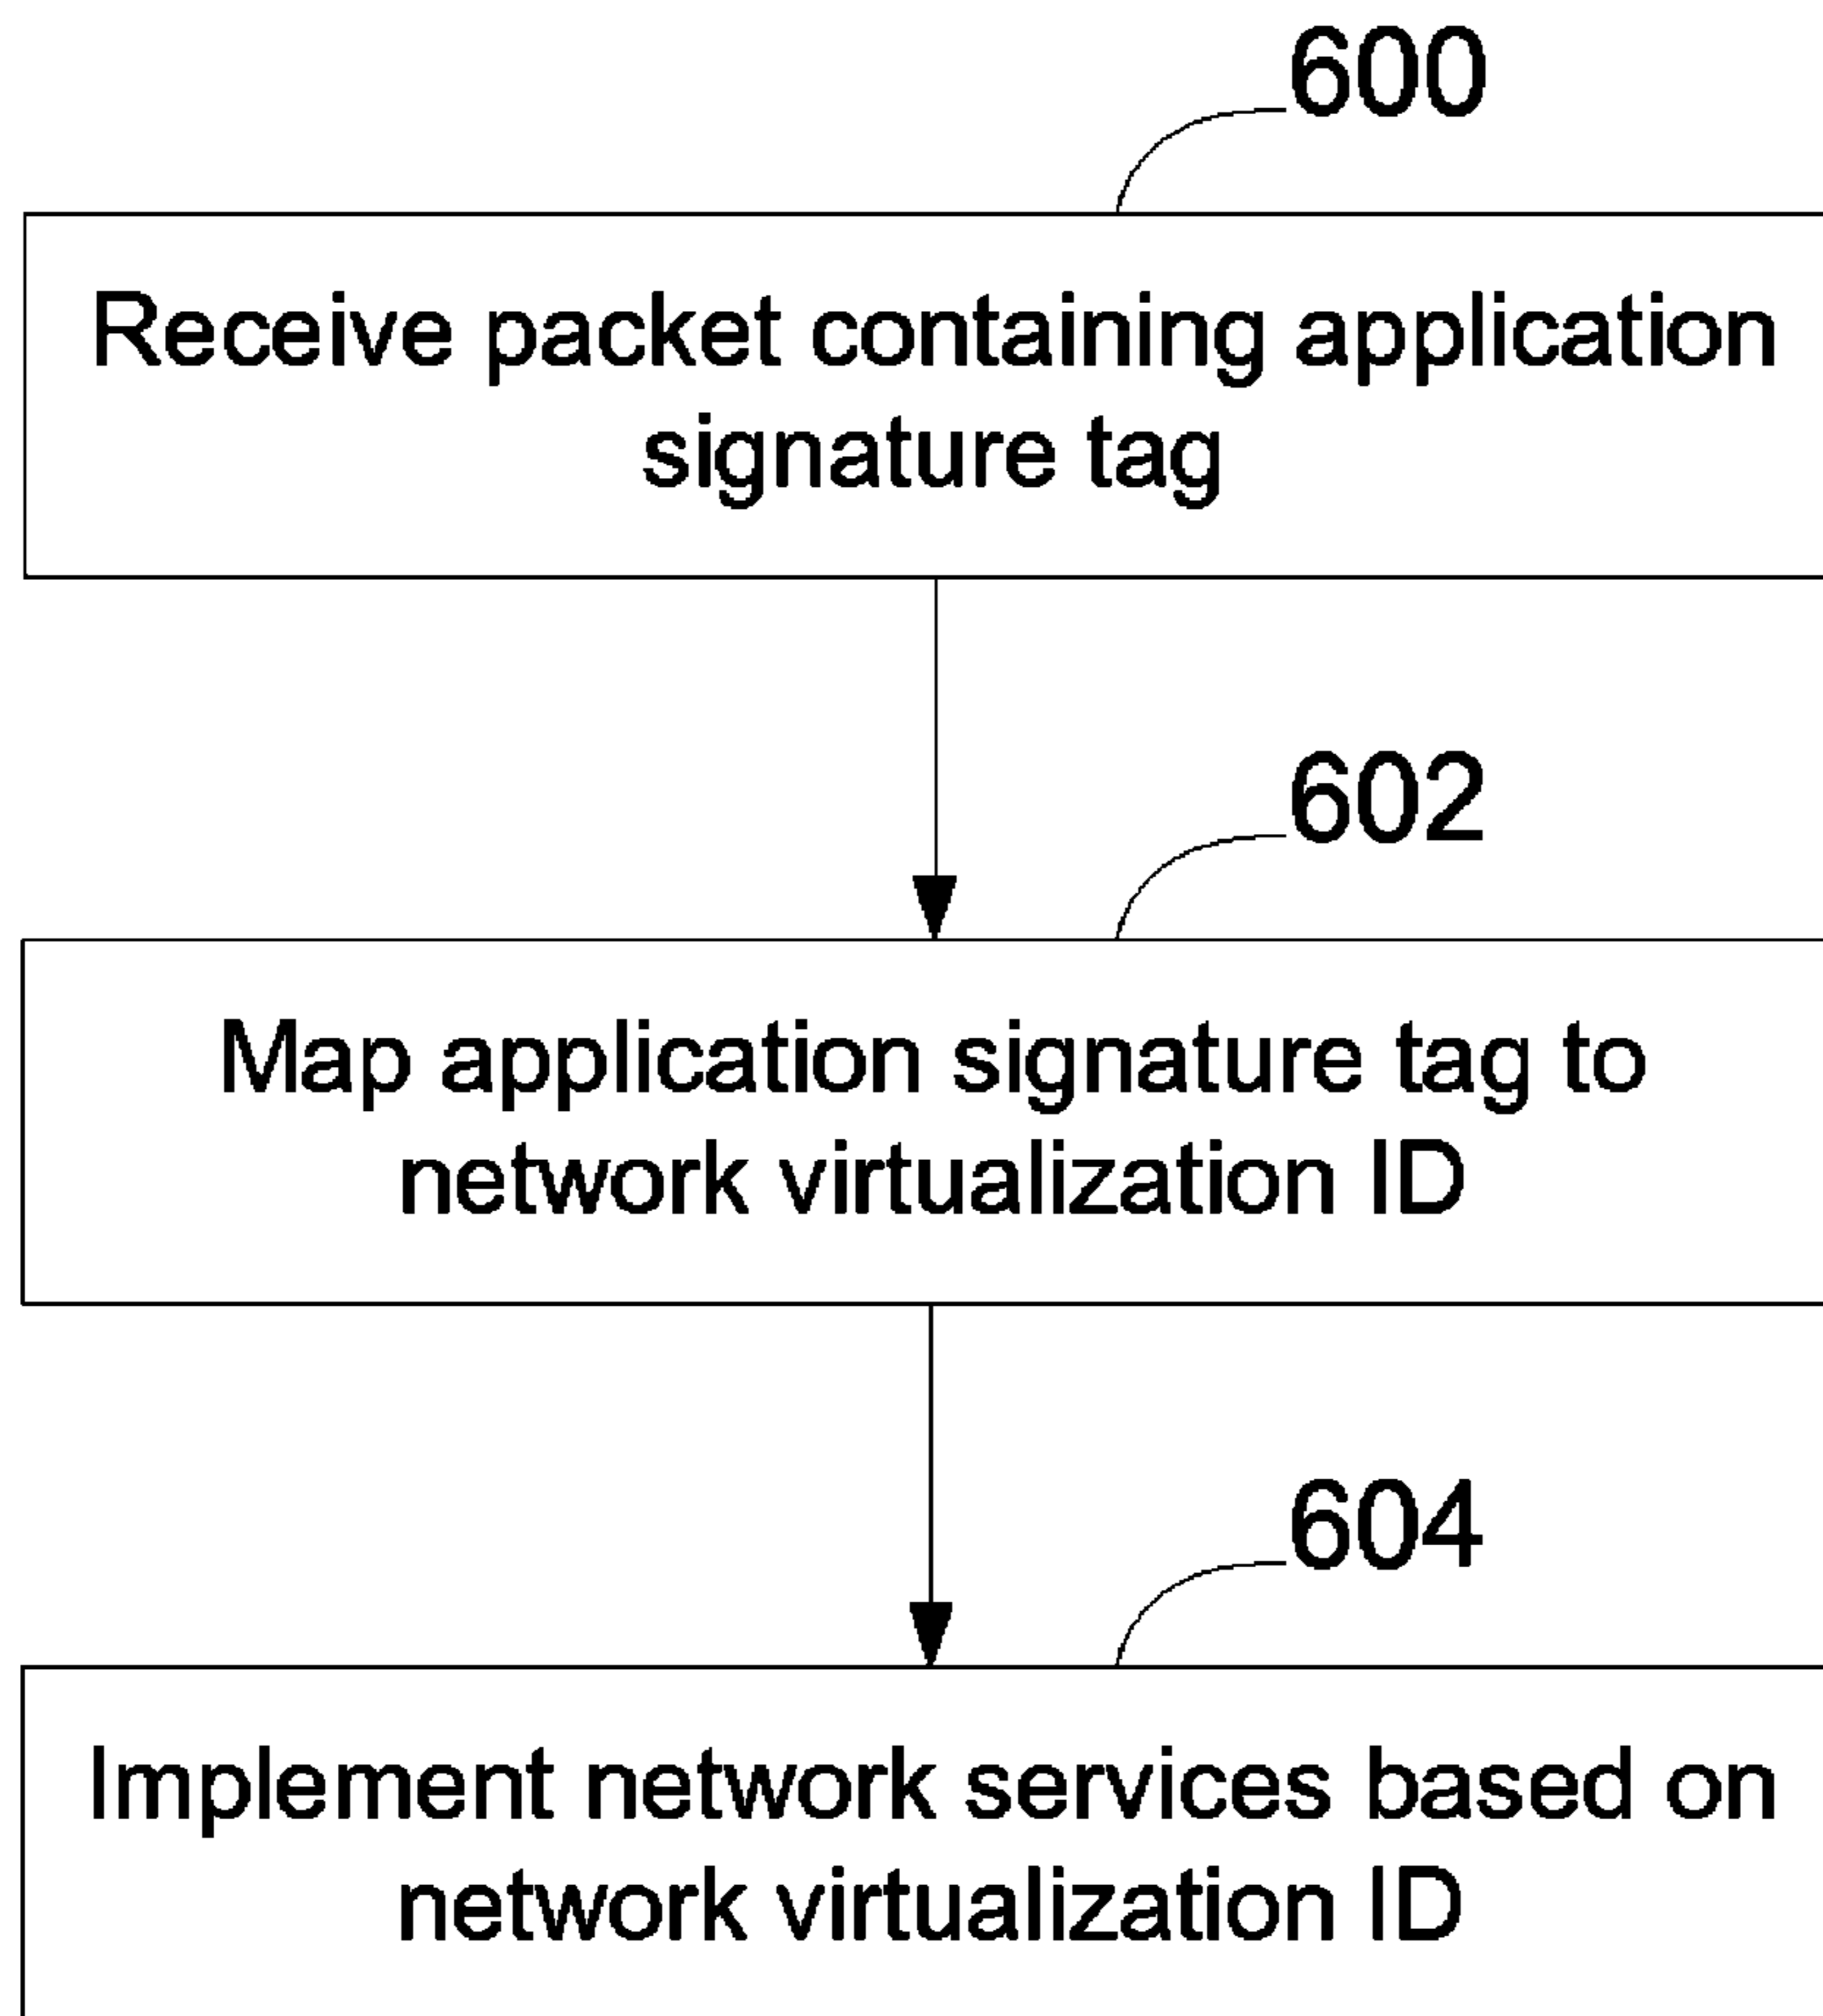 600
Receive packet containing application
signature tag
602
Map application signature tag to
network virtualization ID
604
Implement network services based on
network virtualization ID